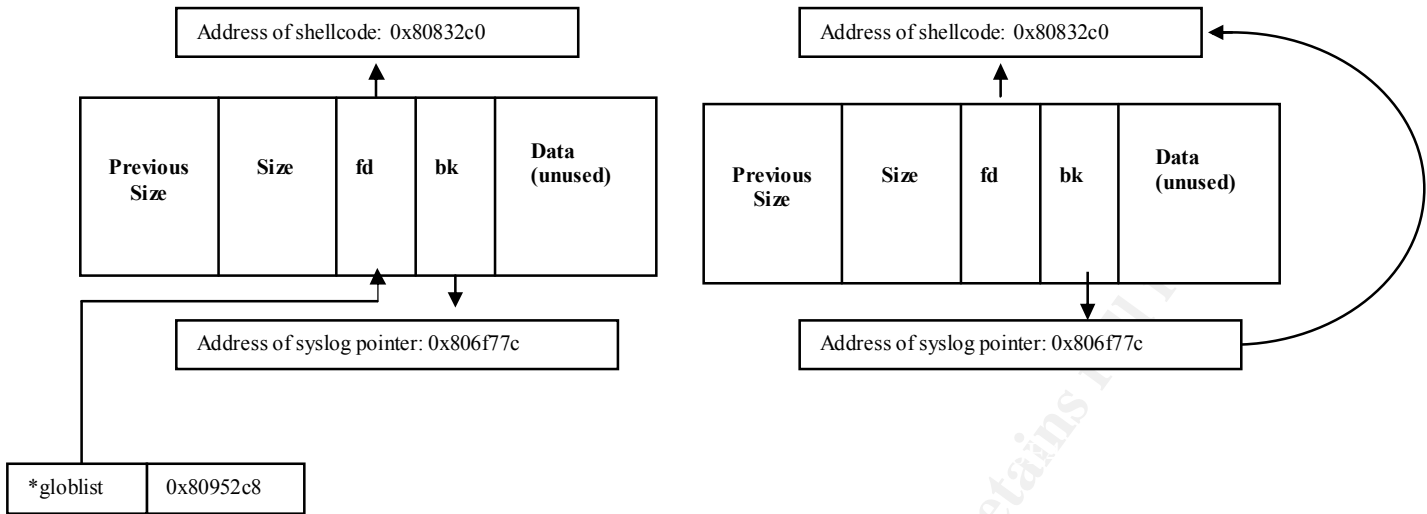 Address of shellcode: 0x80832c0
Previous
Size
Size
fd
bk
Data
(unused)
Address of syslog pointer: 0x806f77c
*globlist
0x80952c8
Address of shellcode: 0x80832c0
Previous
Size
Size
fd
bk
Data
(unused)
Address of syslog pointer: 0x806f77c
etains